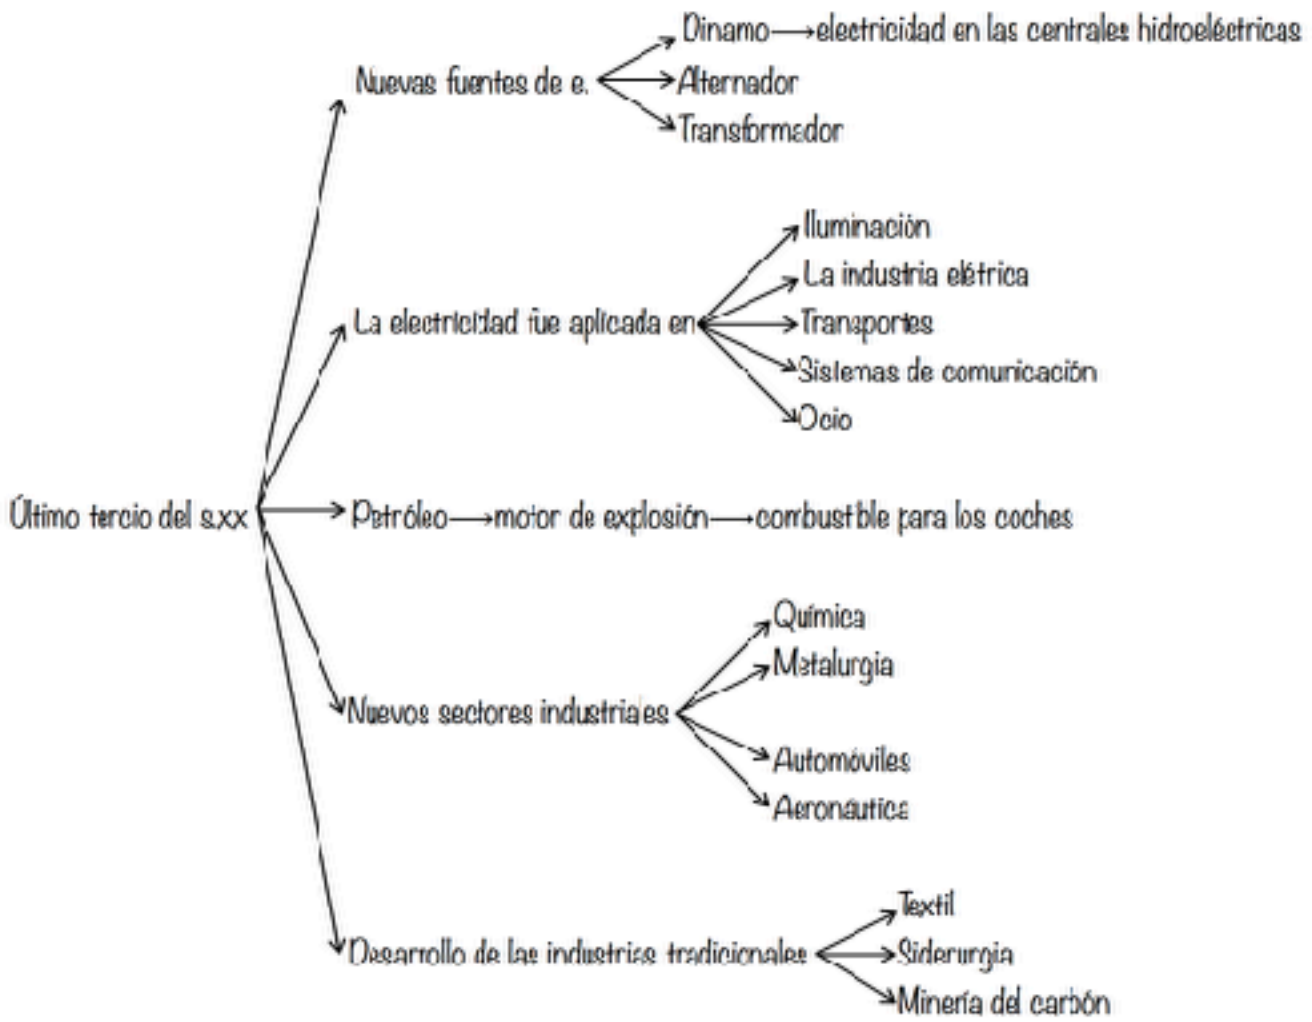 Dinamo→electricidad en las centrales hidroeléctricas
Nuevas fuentes de e.
Alternador
Transformador
Iluminación
La industria elétrica
La electricidad fue aplicada en
Transportes
Sistemas de comunicación
Ocio
Último tercio del s.xx
Petróleo→motor de explosión→combustible para los coches
Química
Metalurgia
Nuevos sectores industriales
Automóviles
Aeronáutica
Textil
Desarrollo de las industrias tradicionales
Siderurgia
Minería del carbón